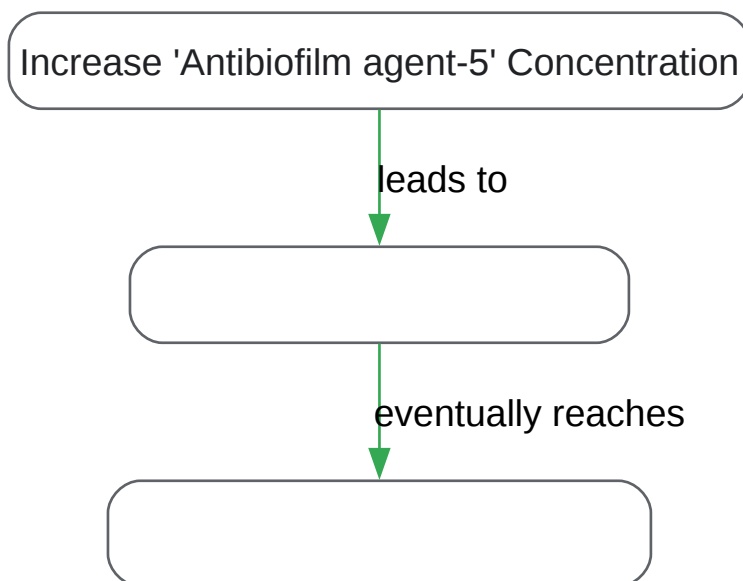 Increase 'Antibiofilm agent-5' Concentration
leads to
eventually reaches